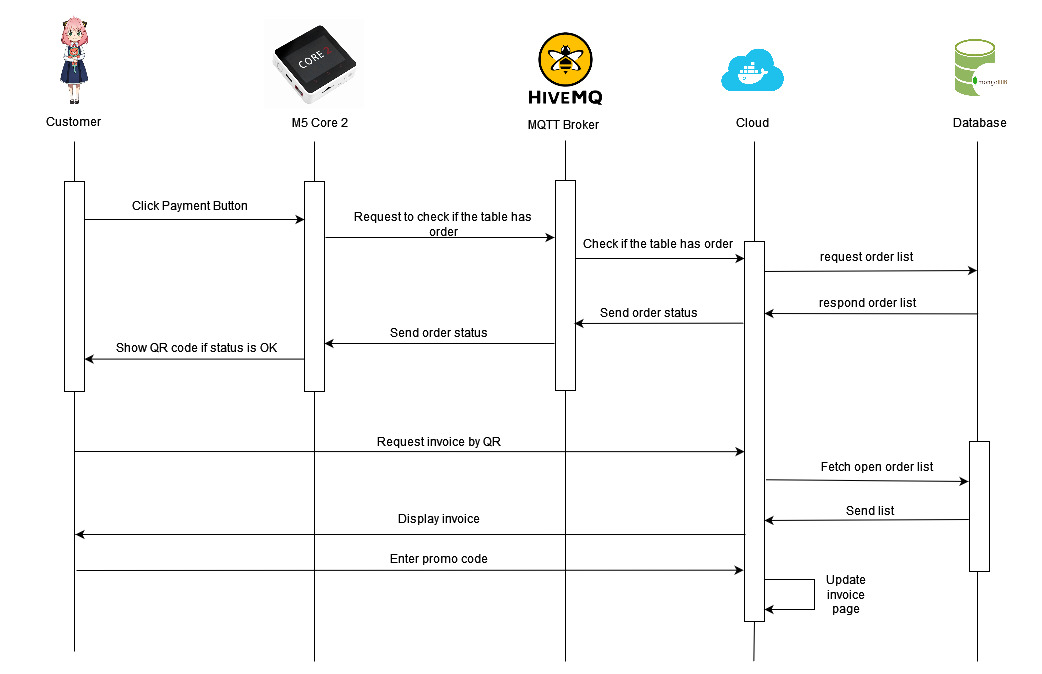 CORE2
HIVEMQ
mongoDB
Customer
M5 Core 2
MQTT Broker
Cloud
Database
Click Payment Button
Request to check if the table has
order
Check if the table has order
request order list
respond order list
Send order status
Send order status
Show QR code if status is OK
Request invoice by QR
Fetch open order list
Send list
Display invoice
Enter promo code
Update
invoice
page